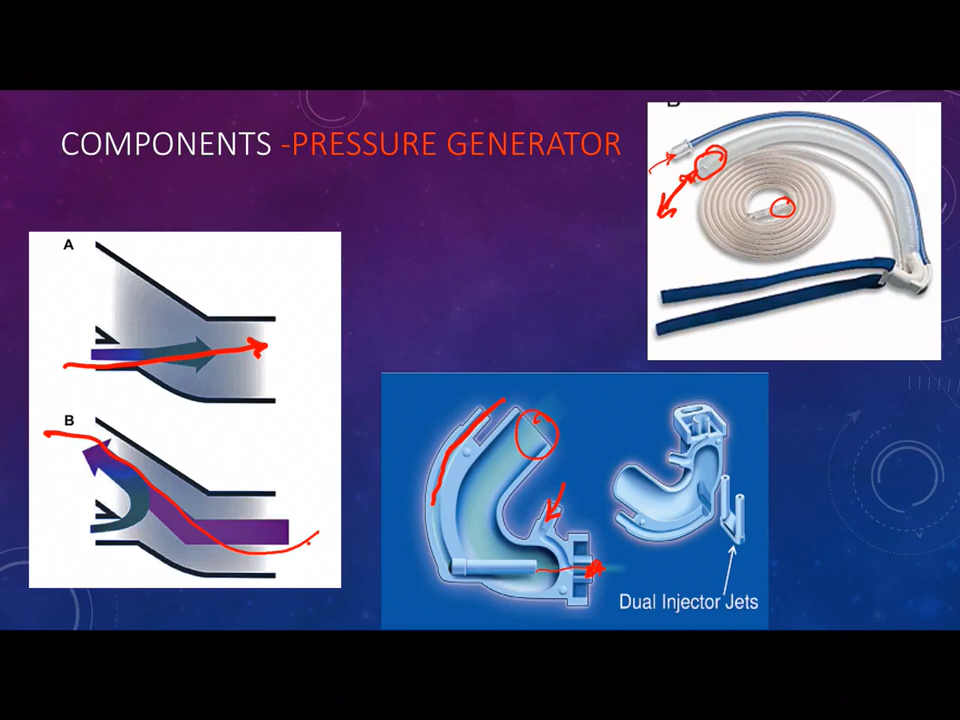 COMPONENTS -PRESSURE GENERATOR
A
B
Dual Injector Jets